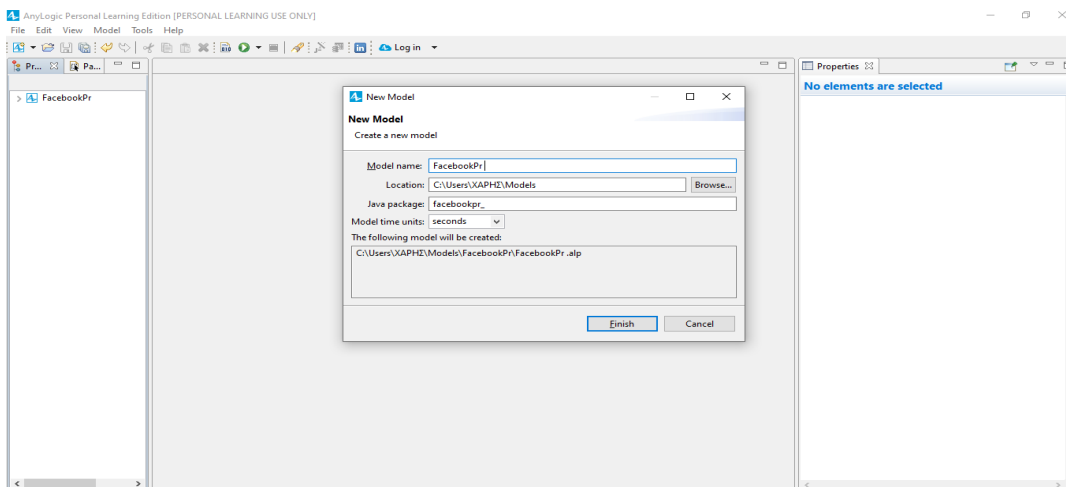 AnyLogic Personal Learning Edition [PERSONAL LEARNING USE ONLY]
File Edit View Model Tools Help
Log in
Pr... Pa...
Properties
FacebookPr
No elements are selected
New Model
New Model
Create a new model
Model name: FacebookPr
Location: C:\Users\ΧΑΡΗΣ\Models Browse...
Java package: facebookpr_
Model time units: seconds
The following model will be created:
C:\Users\ΧΑΡΗΣ\Models\FacebookPr\FacebookPr .alp
Finish Cancel